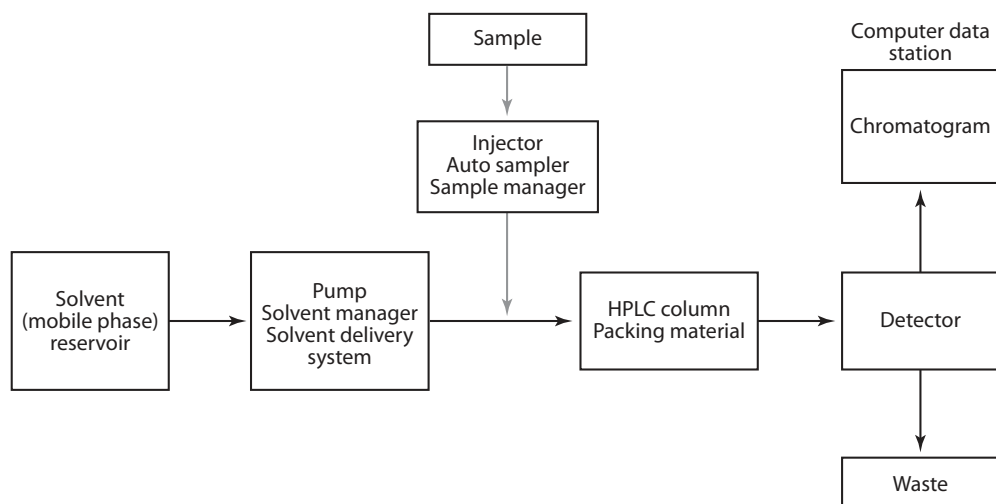 Sample
Computer data
station
Chromatogram
Injector
Auto sampler
Sample manager
Solvent
(mobile phase)
reservoir
Pump
Solvent manager
Solvent delivery
system
HPLC column
Packing material
Detector
Waste